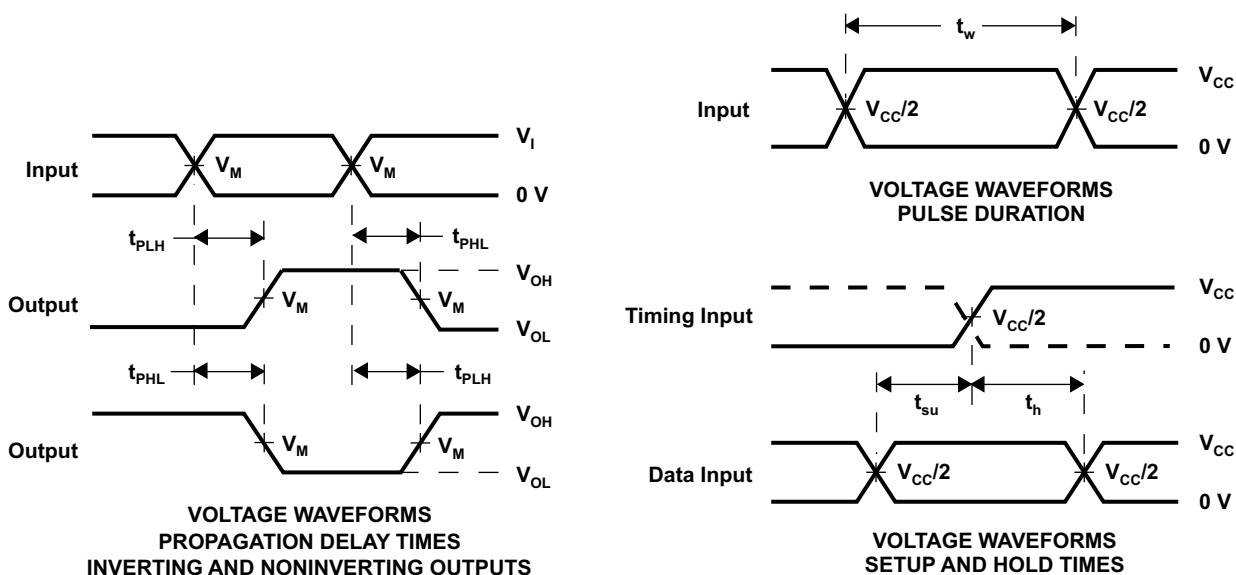 t_w
V_CC
Input
V_CC/2
V_CC/2
0 V
VOLTAGE WAVEFORMS
PULSE DURATION
V_I
Input
V_M
V_M
0 V
t_PLH
t_PHL
V_OH
Output
V_M
V_M
V_OL
t_PHL
t_PLH
V_OH
Output
V_M
V_M
V_OL
VOLTAGE WAVEFORMS
PROPAGATION DELAY TIMES
INVERTING AND NONINVERTING OUTPUTS
V_CC
Timing Input
V_CC/2
0 V
t_su
t_h
V_CC
Data Input
V_CC/2
V_CC/2
0 V
VOLTAGE WAVEFORMS
SETUP AND HOLD TIMES